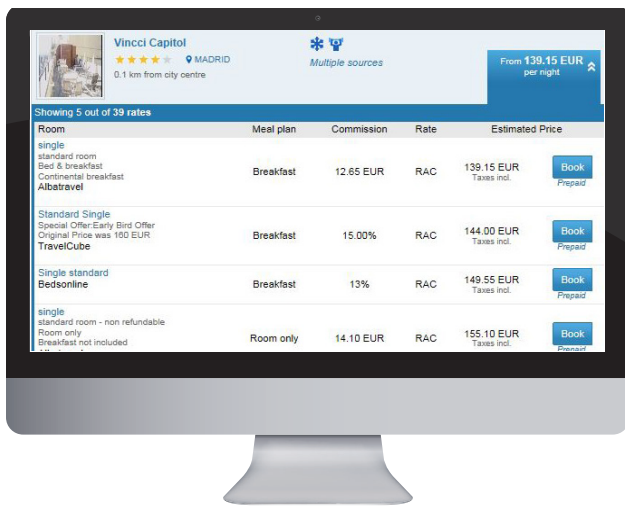 Vincci Capitol
MADRID
0.1 km from city centre
Multiple sources
From 139.15 EUR
per night
Showing 5 out of 39 rates
Room Meal plan Commission Rate Estimated Price
single
standard room
Bed & breakfast
Continental breakfast
Albatravel
Breakfast 12.65 EUR RAC 139.15 EUR
Taxes incl.
Book
Prepaid
Standard Single
Special Offer:Early Bird Offer
Original Price was 160 EUR
TravelCube
Breakfast 15.00% RAC 144.00 EUR
Taxes incl.
Book
Prepaid
Single standard
Bedsonline
Breakfast 13% RAC 149.55 EUR
Taxes incl.
Book
Prepaid
single
standard room - non refundable
Room only
Breakfast not included
Room only 14.10 EUR RAC 155.10 EUR
Taxes incl.
Book
Prepaid